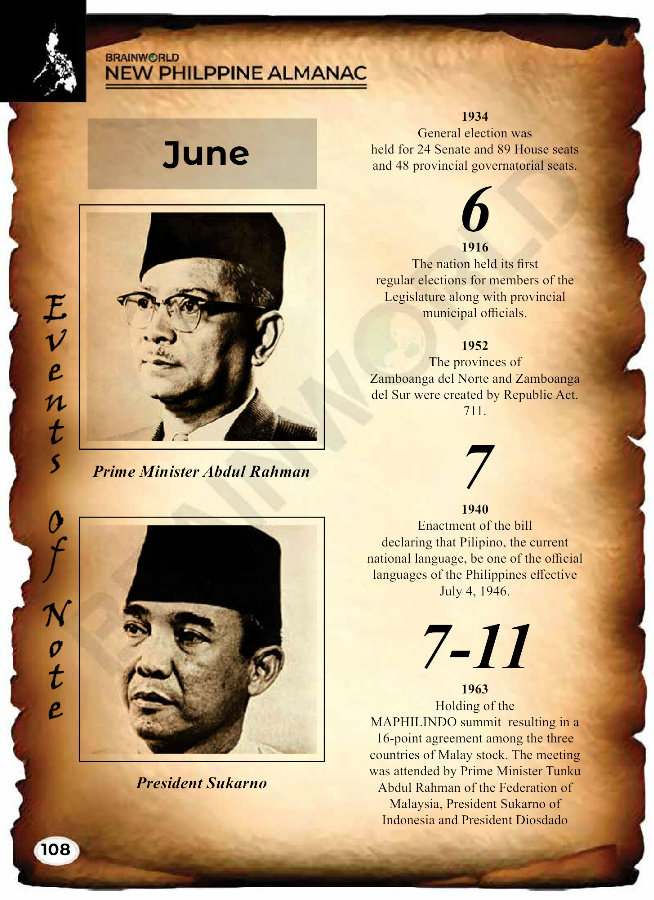 BRAINWORLD
NEW PHILPPINE ALMANAC
June
Events of Note
Prime Minister Abdul Rahman
President Sukarno
1934
General election was
held for 24 Senate and 89 House seats
and 48 provincial governatorial seats.
6
1916
The nation held its first
regular elections for members of the
Legislature along with provincial
municipal officials.
1952
The provinces of
Zamboanga del Norte and Zamboanga
del Sur were created by Republic Act.
711.
7
1940
Enactment of the bill
declaring that Pilipino, the current
national language, be one of the official
languages of the Philippines effective
July 4, 1946.
7-11
1963
Holding of the
MAPHILINDO summit resulting in a
16-point agreement among the three
countries of Malay stock. The meeting
was attended by Prime Minister Tunku
Abdul Rahman of the Federation of
Malaysia, President Sukarno of
Indonesia and President Diosdado
108
BRAINWORLD